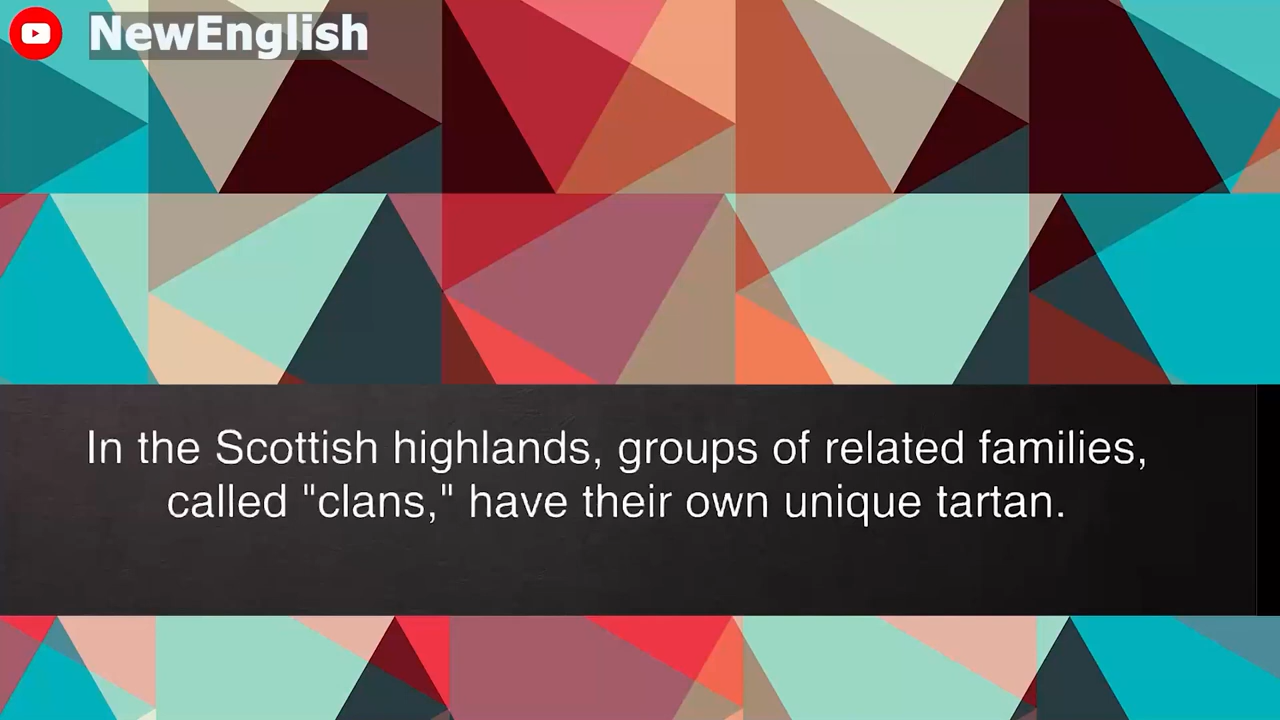 NewEnglish
In the Scottish highlands, groups of related families,
called "clans," have their own unique tartan.